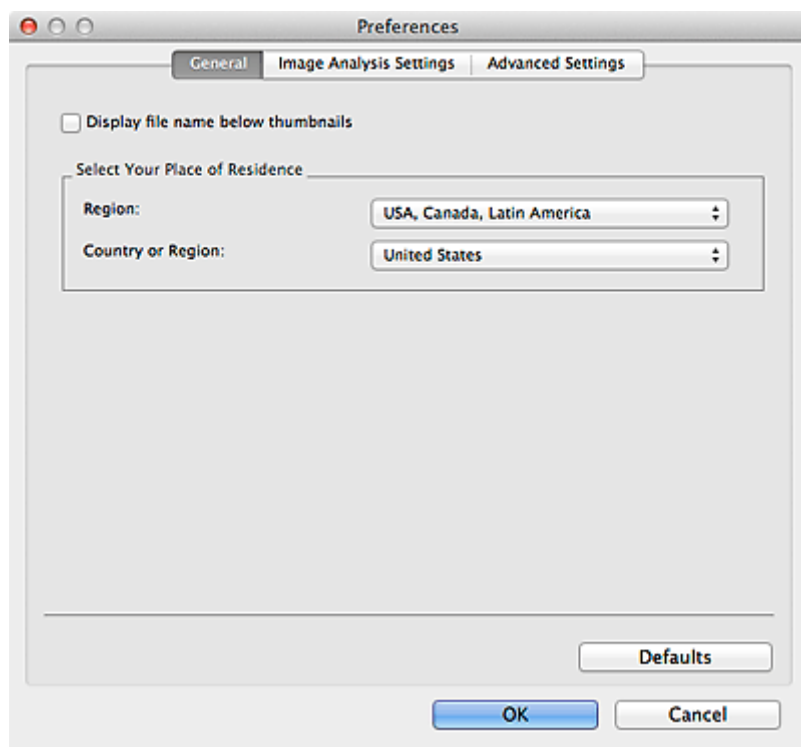 Preferences
General Image Analysis Settings Advanced Settings
Display file name below thumbnails
Select Your Place of Residence
Region: USA, Canada, Latin America
Country or Region: United States
Defaults
OK Cancel